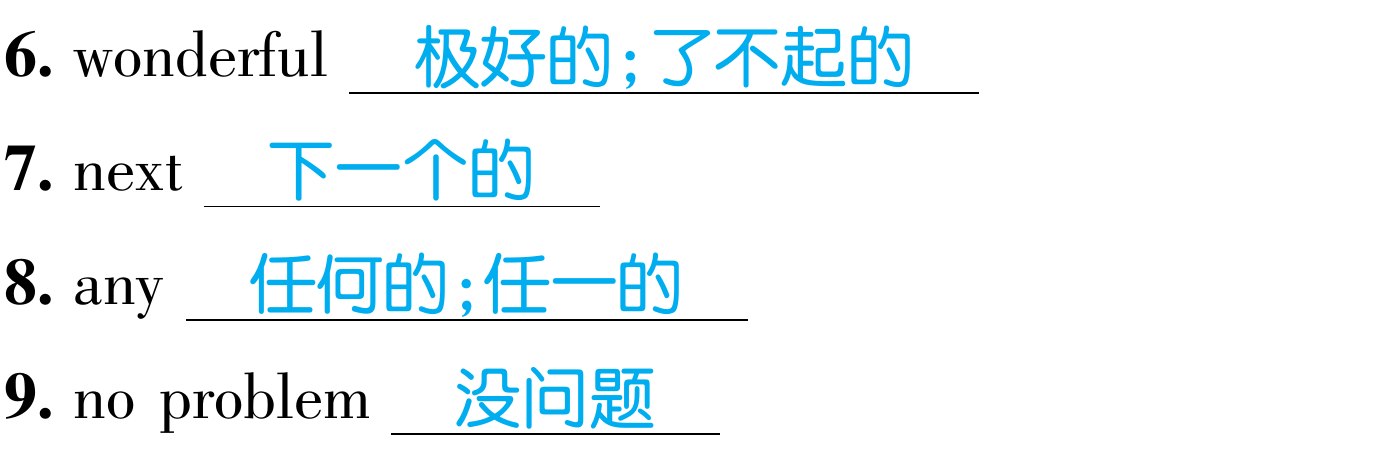 6. wonderful 极好的;了不起的
7. next 下一个的
8. any 任何的;任一的
9. no problem 没问题